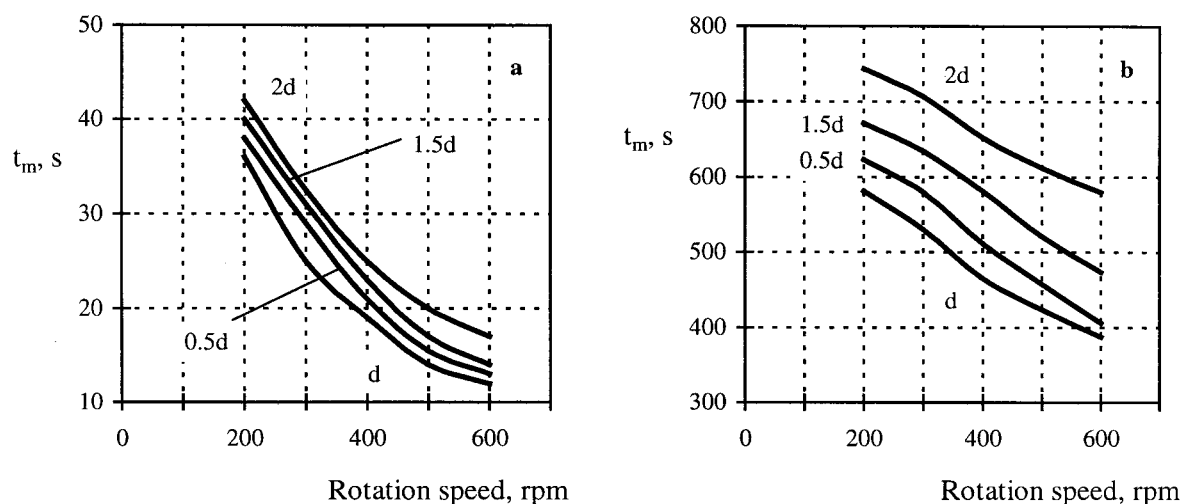 50
40
30
20
10
t_m, s
a
2d
1.5d
0.5d
d
0
200
400
600
Rotation speed, rpm
800
700
600
500
400
300
t_m, s
b
2d
1.5d
0.5d
d
0
200
400
600
Rotation speed, rpm